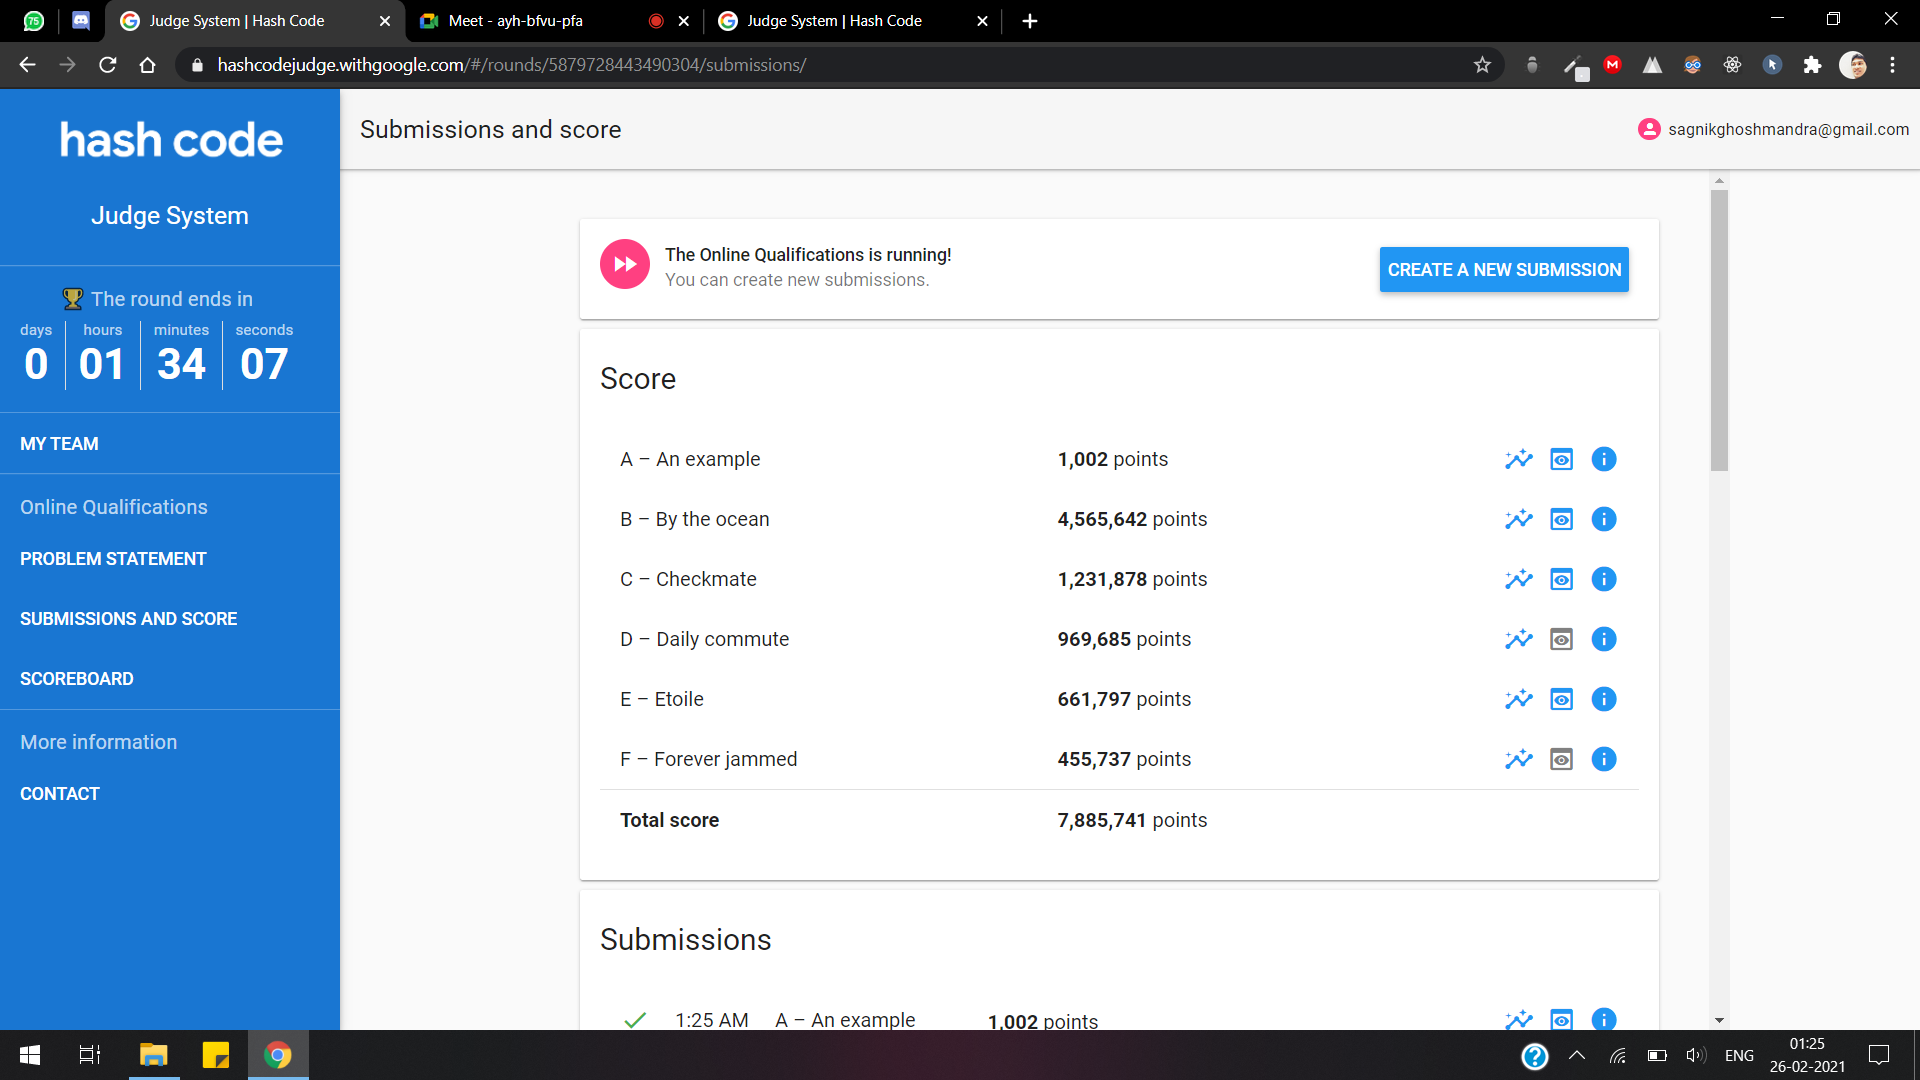 75
Judge System | Hash Code
Meet - ayh-bfvu-pfa
Judge System | Hash Code
hashcodejudge.withgoogle.com/#/rounds/5879728443490304/submissions/
hash code
Judge System
The round ends in
days hours minutes seconds
0 01 34 07
MY TEAM
Online Qualifications
PROBLEM STATEMENT
SUBMISSIONS AND SCORE
SCOREBOARD
More information
CONTACT
Submissions and score
sagnikghoshmandra@gmail.com
The Online Qualifications is running!
You can create new submissions.
CREATE A NEW SUBMISSION
Score
A – An example 1,002 points
B – By the ocean 4,565,642 points
C – Checkmate 1,231,878 points
D – Daily commute 969,685 points
E – Etoile 661,797 points
F – Forever jammed 455,737 points
Total score 7,885,741 points
Submissions
1:25 AM A – An example 1,002 points
ENG
01:25
26-02-2021